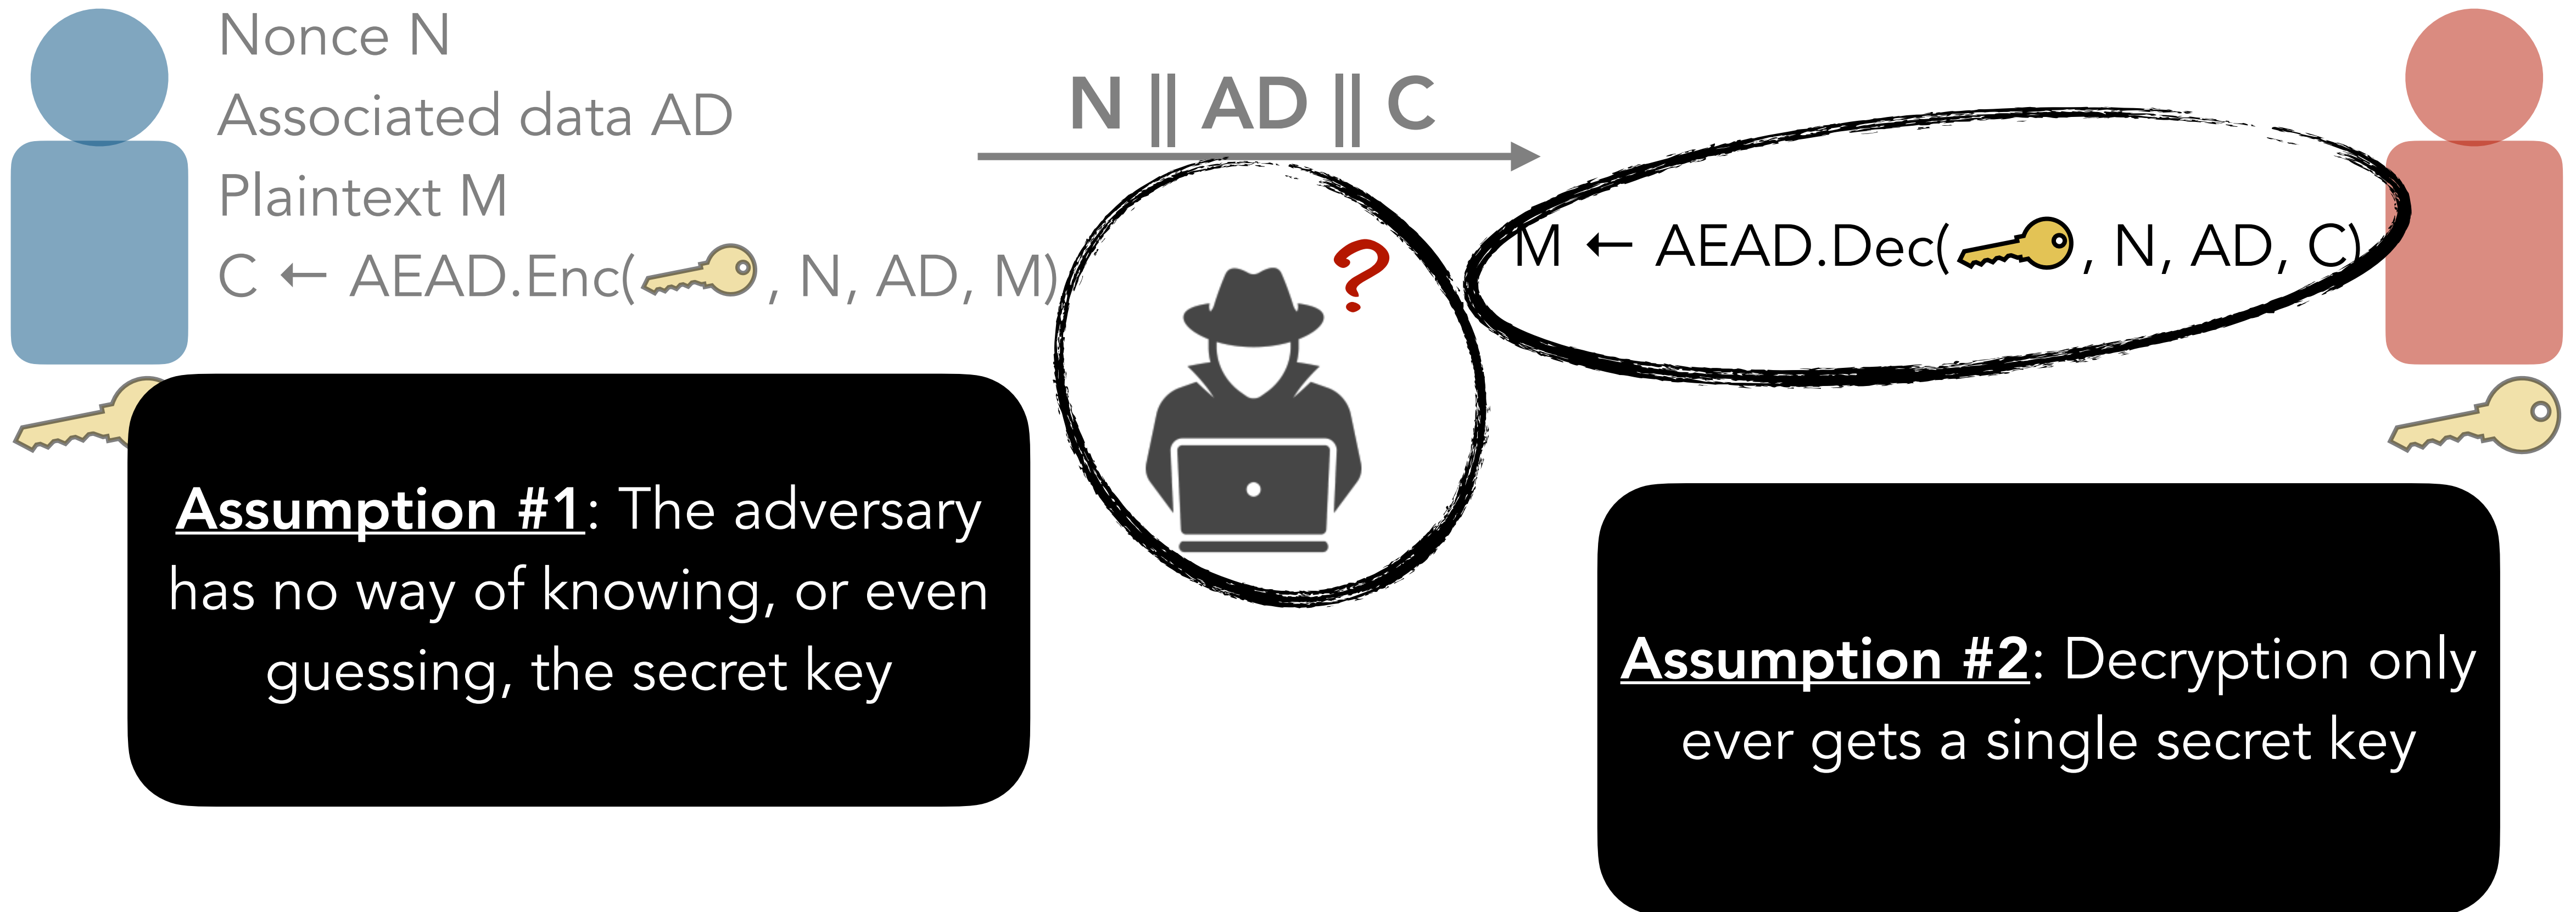 Nonce N
Associated data AD
Plaintext M
C ← AEAD.Enc( , N, AD, M)
N || AD || C
?
M ← AEAD.Dec( , N, AD, C)
Assumption #1: The adversary
has no way of knowing, or even
guessing, the secret key
Assumption #2: Decryption only
ever gets a single secret key